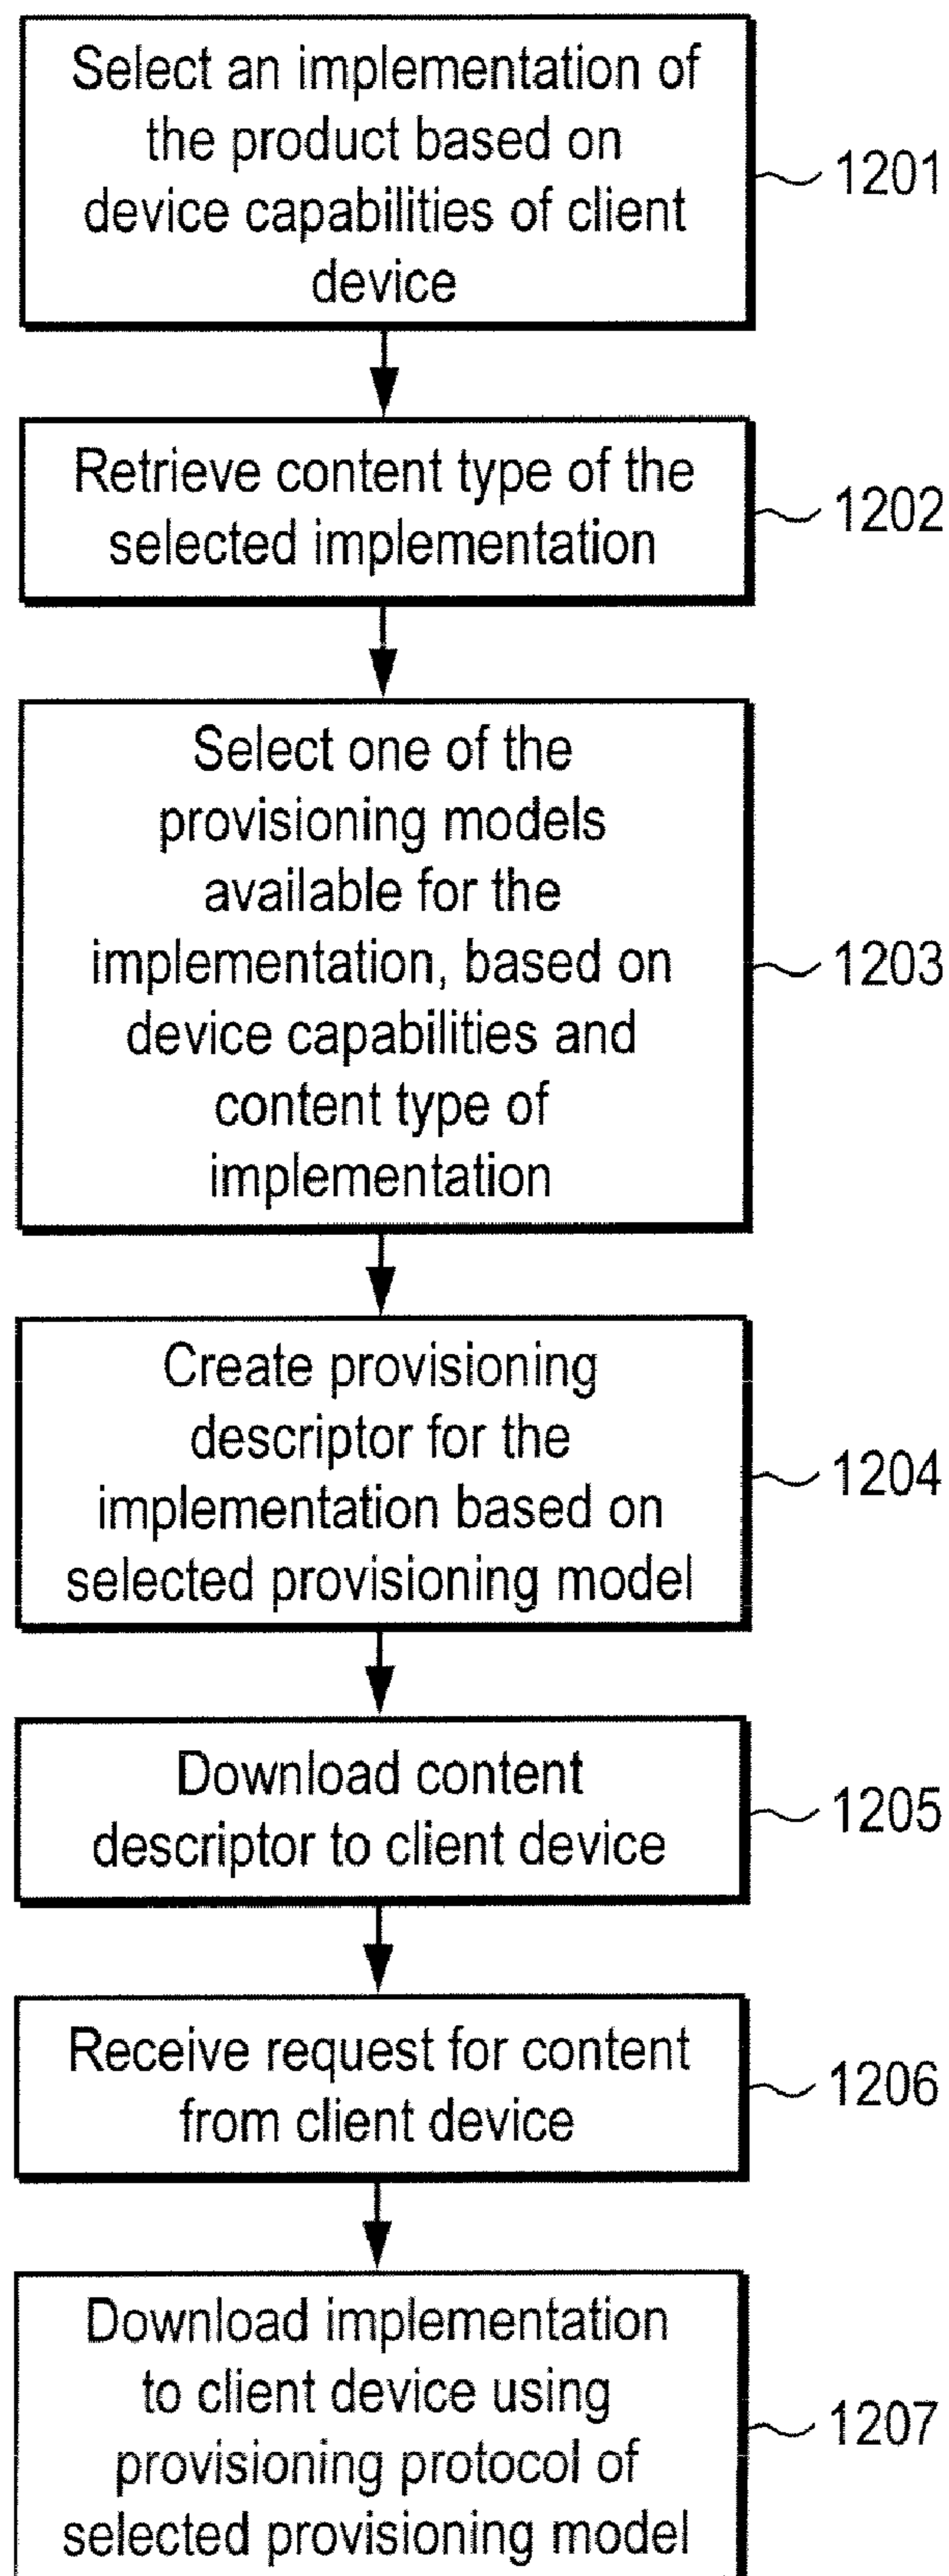 Select an implementation of
the product based on
device capabilities of client
device
1201
Retrieve content type of the
selected implementation
1202
Select one of the
provisioning models
available for the
implementation, based on
device capabilities and
content type of
implementation
1203
Create provisioning
descriptor for the
implementation based on
selected provisioning model
1204
Download content
descriptor to client device
1205
Receive request for content
from client device
1206
Download implementation
to client device using
provisioning protocol of
selected provisioning model
1207